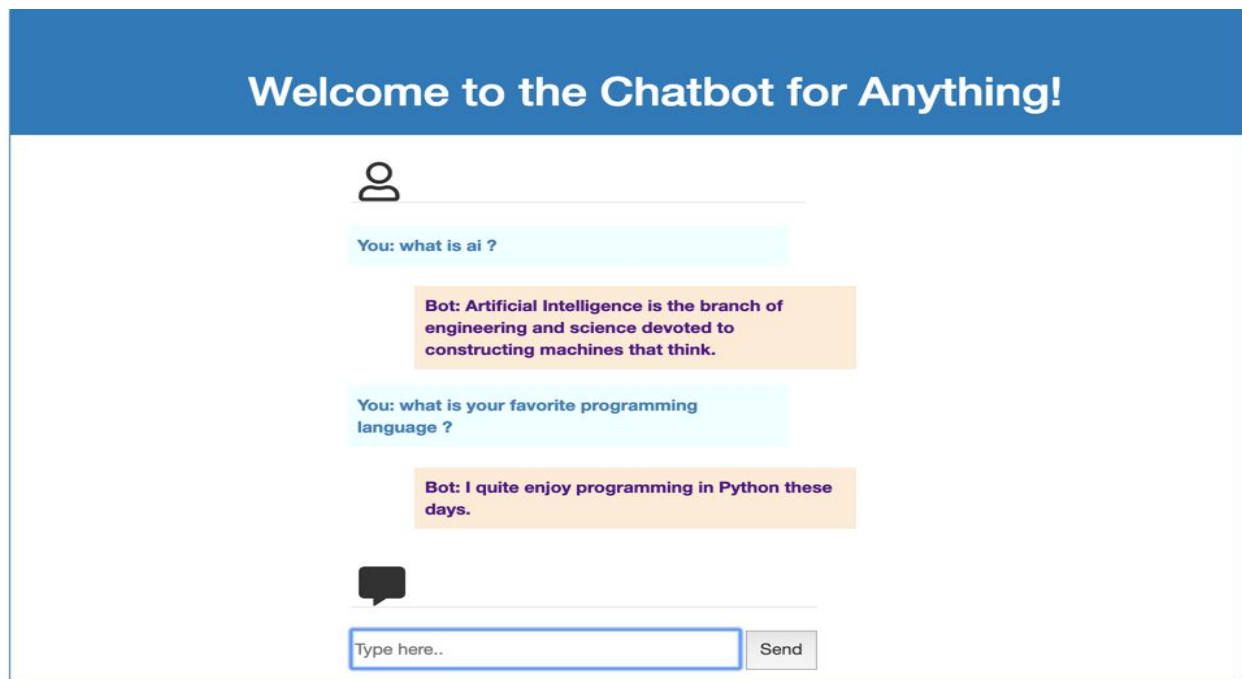 Welcome to the Chatbot for Anything!
You: what is ai ?
Bot: Artificial Intelligence is the branch of
engineering and science devoted to
constructing machines that think.
You: what is your favorite programming
language ?
Bot: I quite enjoy programming in Python these
days.
Type here..
Send